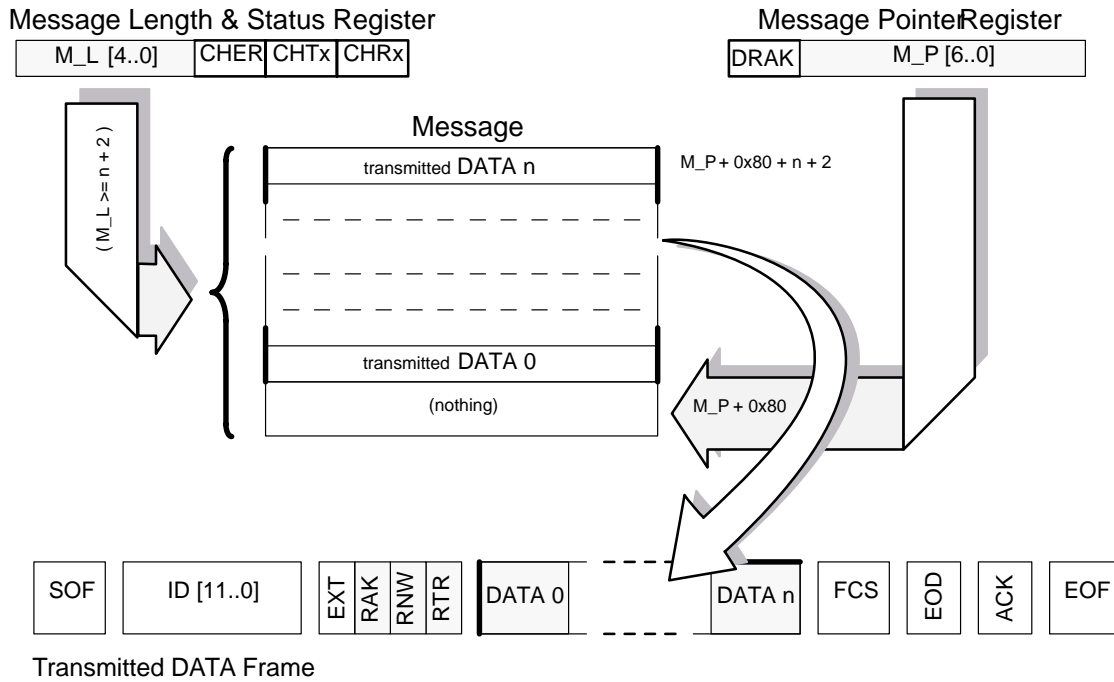 Message Length & Status Register
Message PointerRegister
M_L [4..0] CHER CHTx CHRx
DRAK M_P [6..0]
Message
( M_L >= n + 2 )
transmitted DATA n
M_P + 0x80 + n + 2
transmitted DATA 0
(nothing)
M_P + 0x80
SOF ID [11..0] EXT RAK RNW RTR DATA 0 DATA n FCS EOD ACK EOF
Transmitted DATA Frame